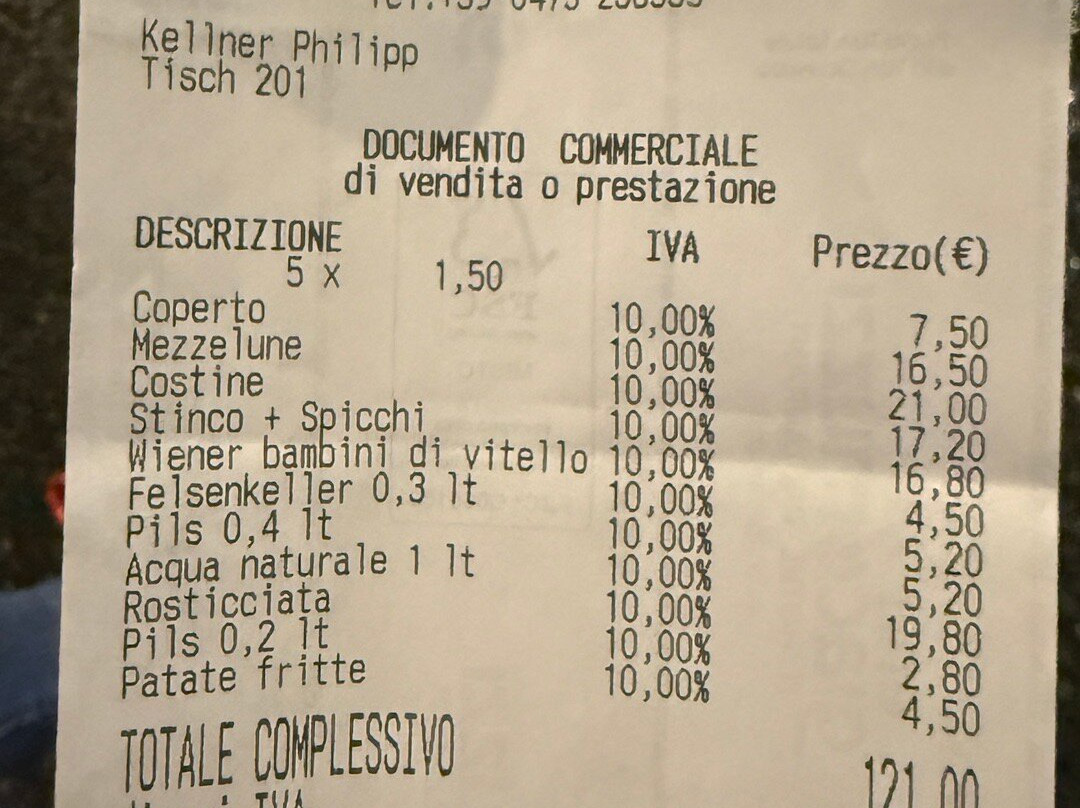 Kellner Philipp
Tisch 201
DOCUMENTO COMMERCIALE
di vendita o prestazione
DESCRIZIONE IVA Prezzo(€)
5 x 1,50
Coperto 10,00% 7,50
Mezzelune 10,00% 16,50
Costine 10,00% 21,00
Stinco + Spicchi 10,00% 17,20
Wiener bambini di vitello 10,00% 16,80
Felsenkeller 0,3 lt 10,00% 4,50
Pils 0,4 lt 10,00% 5,20
Acqua naturale 1 lt 10,00% 5,20
Rosticciata 10,00% 19,80
Pils 0,2 lt 10,00% 2,80
Patate fritte 10,00% 4,50
TOTALE COMPLESSIVO 121,00
IVA